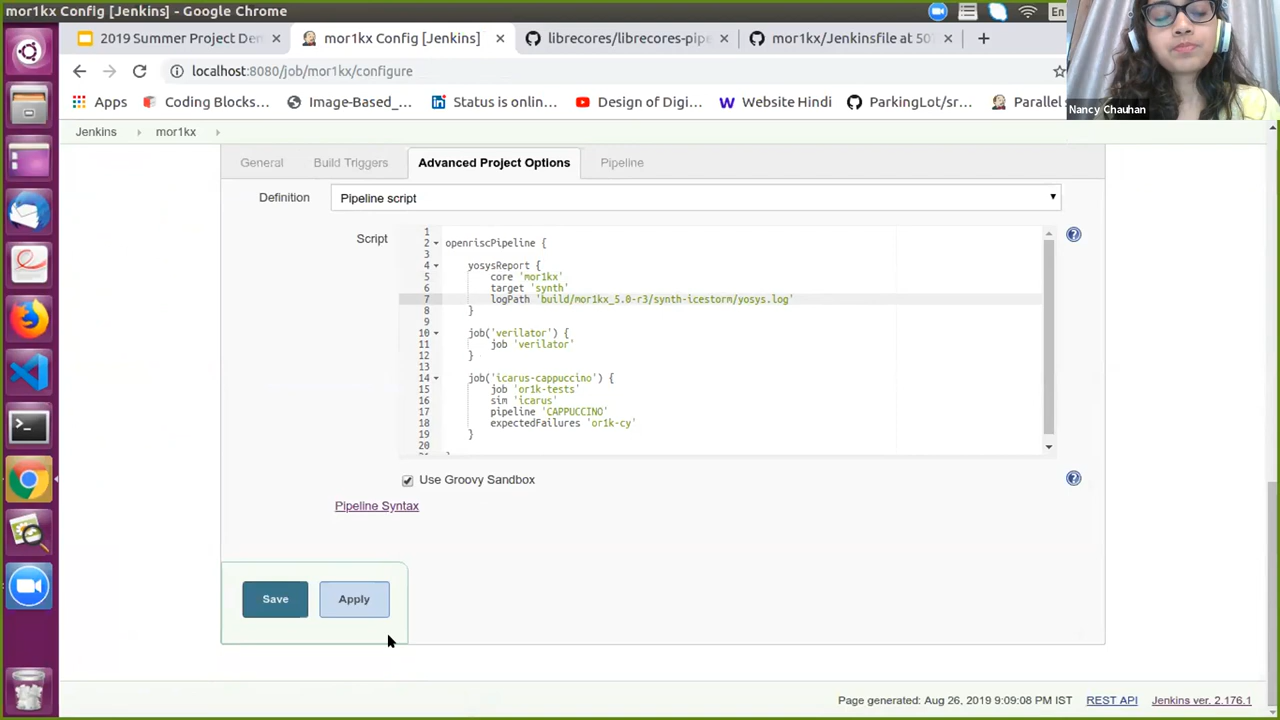 mor1kx Config [Jenkins] - Google Chrome
En
2019 Summer Project Den
mor1kx Config [Jenkins]
librecores/librecores-pip
mor1kx/Jenkinsfile at 50
localhost:8080/job/mor1kx/configure
Apps
Coding Blocks...
Image-Based_...
Status is onlin...
Design of Digi...
Website Hindi
ParkingLot/sr...
Parallel
Nancy Chauhan
Jenkins
mor1kx
General
Build Triggers
Advanced Project Options
Pipeline
Definition
Pipeline script
Script
1
2 openriscPipeline {
3
4 yosysReport {
5 core 'mor1kx'
6 target 'synth'
7 logPath 'build/mor1kx_5.0-r3/synth-icestorm/yosys.log'
8 }
9
10 job('verilator') {
11 job 'verilator'
12 }
13
14 job('icarus-cappuccino') {
15 job 'or1k-tests'
16 sim 'icarus'
17 pipeline 'CAPPUCCINO'
18 expectedFailures 'or1k-cy'
19 }
20
Use Groovy Sandbox
Pipeline Syntax
Save
Apply
Page generated: Aug 26, 2019 9:09:08 PM IST
REST API
Jenkins ver. 2.176.1